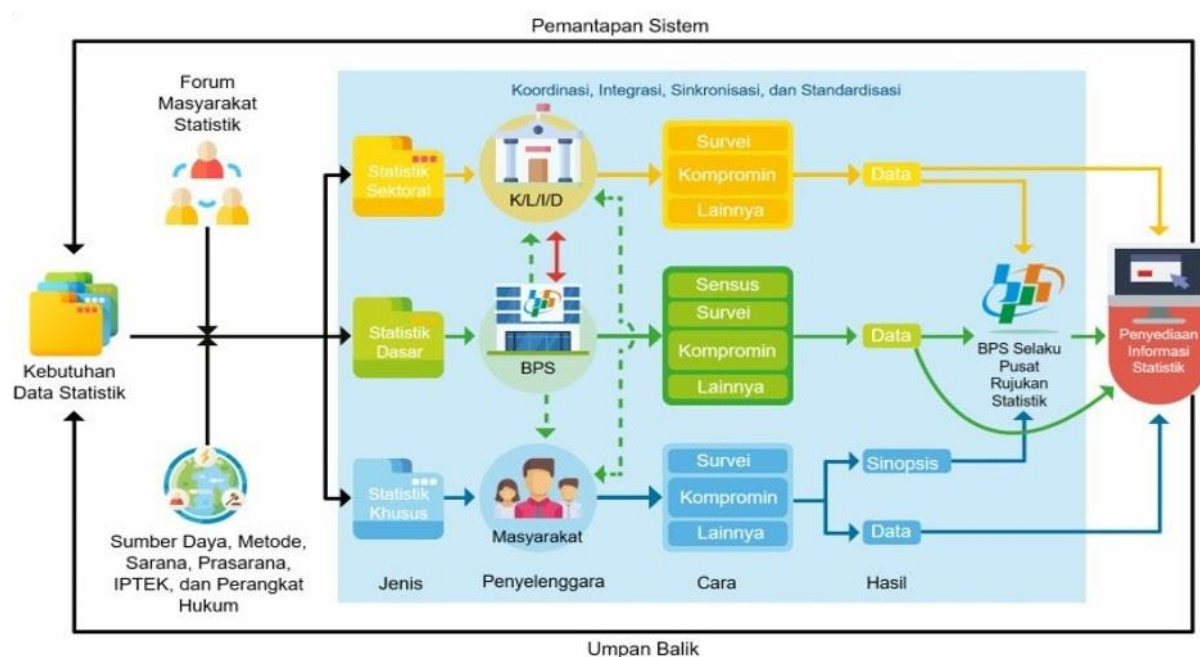 Pemantapan Sistem
Forum
Masyarakat
Statistik
Koordinasi, Integrasi, Sinkronisasi, dan Standardisasi
Statistik
Sektoral
K/L/I/D
Survei
Kompromin
Lainnya
Data
Kebutuhan
Data Statistik
Statistik
Dasar
BPS
Sensus
Survei
Kompromin
Lainnya
Data
BPS Selaku
Pusat
Rujukan
Statistik
Penyediaan
Informasi
Statistik
Sumber Daya, Metode,
Sarana, Prasarana,
IPTEK, dan Perangkat
Hukum
Statistik
Khusus
Masyarakat
Survei
Kompromin
Lainnya
Sinopsis
Data
Jenis
Penyelenggara
Cara
Hasil
Umpan Balik